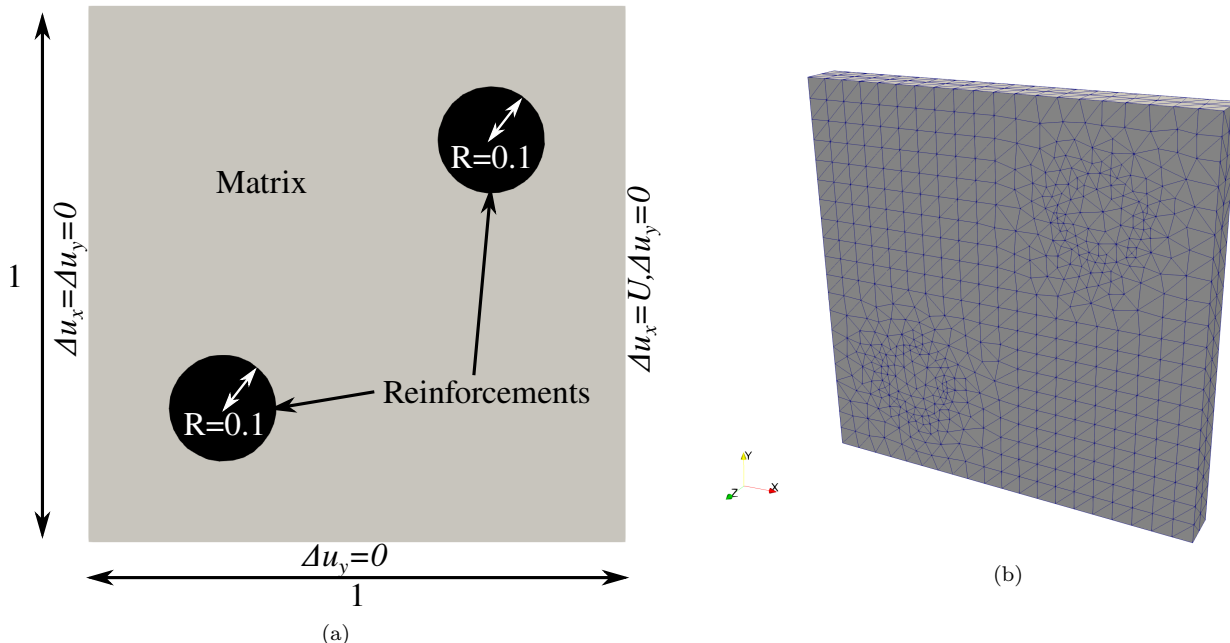 R=0.1
Matrix
Δu_x=Δu_y=0
1
Δu_x=U,Δu_y=0
Reinforcements
R=0.1
Δu_y=0
1
(a)
Y
Z
X
(b)